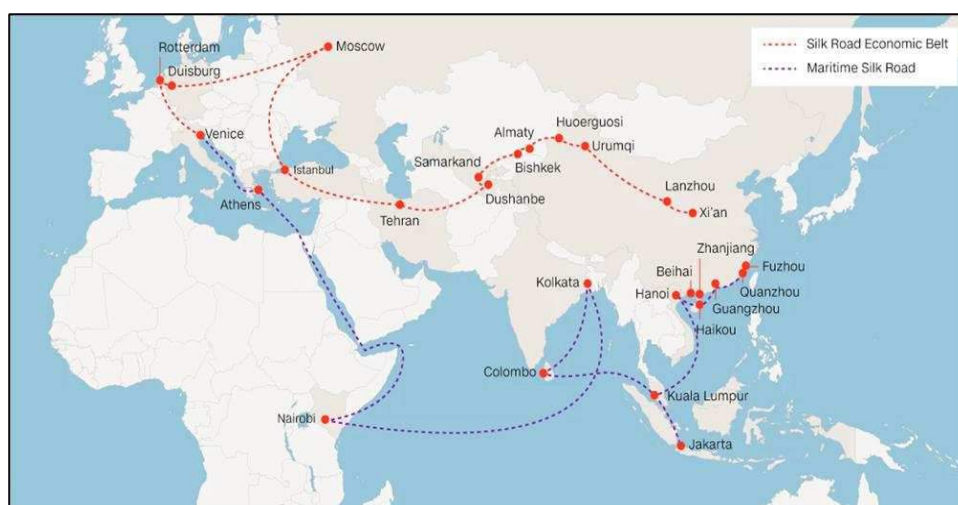 Rotterdam
Moscow
Duisburg
Silk Road Economic Belt
Maritime Silk Road
Venice
Almaty
Huoerguosi
Urumqi
Samarkand
Bishkek
Istanbul
Lanzhou
Athens
Dushanbe
Tehran
Xi'an
Zhanjiang
Beihai
Fuzhou
Kolkata
Hanoi
Quanzhou
Guangzhou
Haikou
Colombo
Kuala Lumpur
Nairobi
Jakarta